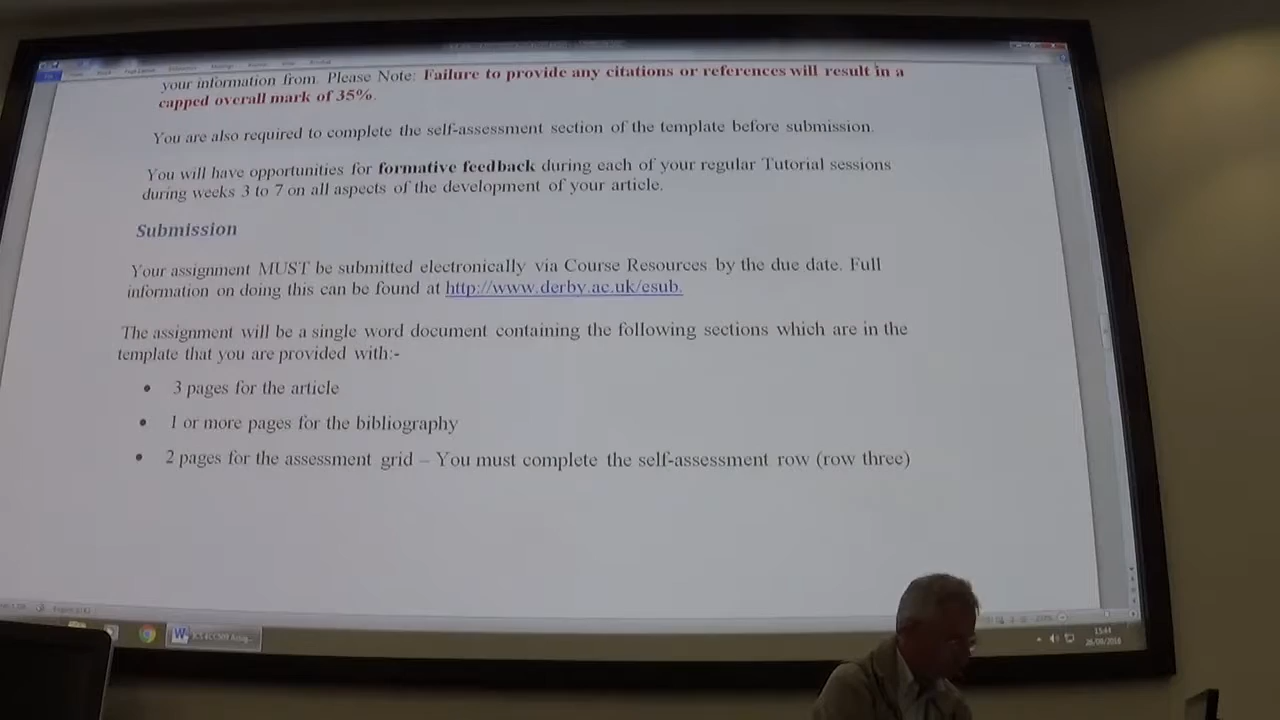 your information from. Please Note: Failure to provide any citations or references will result in a
capped overall mark of 35%.
You are also required to complete the self-assessment section of the template before submission.
You will have opportunities for formative feedback during each of your regular Tutorial sessions
during weeks 3 to 7 on all aspects of the development of your article.
Submission
Your assignment MUST be submitted electronically via Course Resources by the due date. Full
information on doing this can be found at http://www.derby.ac.uk/esub.
The assignment will be a single word document containing the following sections which are in the
template that you are provided with:-
• 3 pages for the article
• 1 or more pages for the bibliography
• 2 pages for the assessment grid – You must complete the self-assessment row (row three)
15:44
26/09/2016